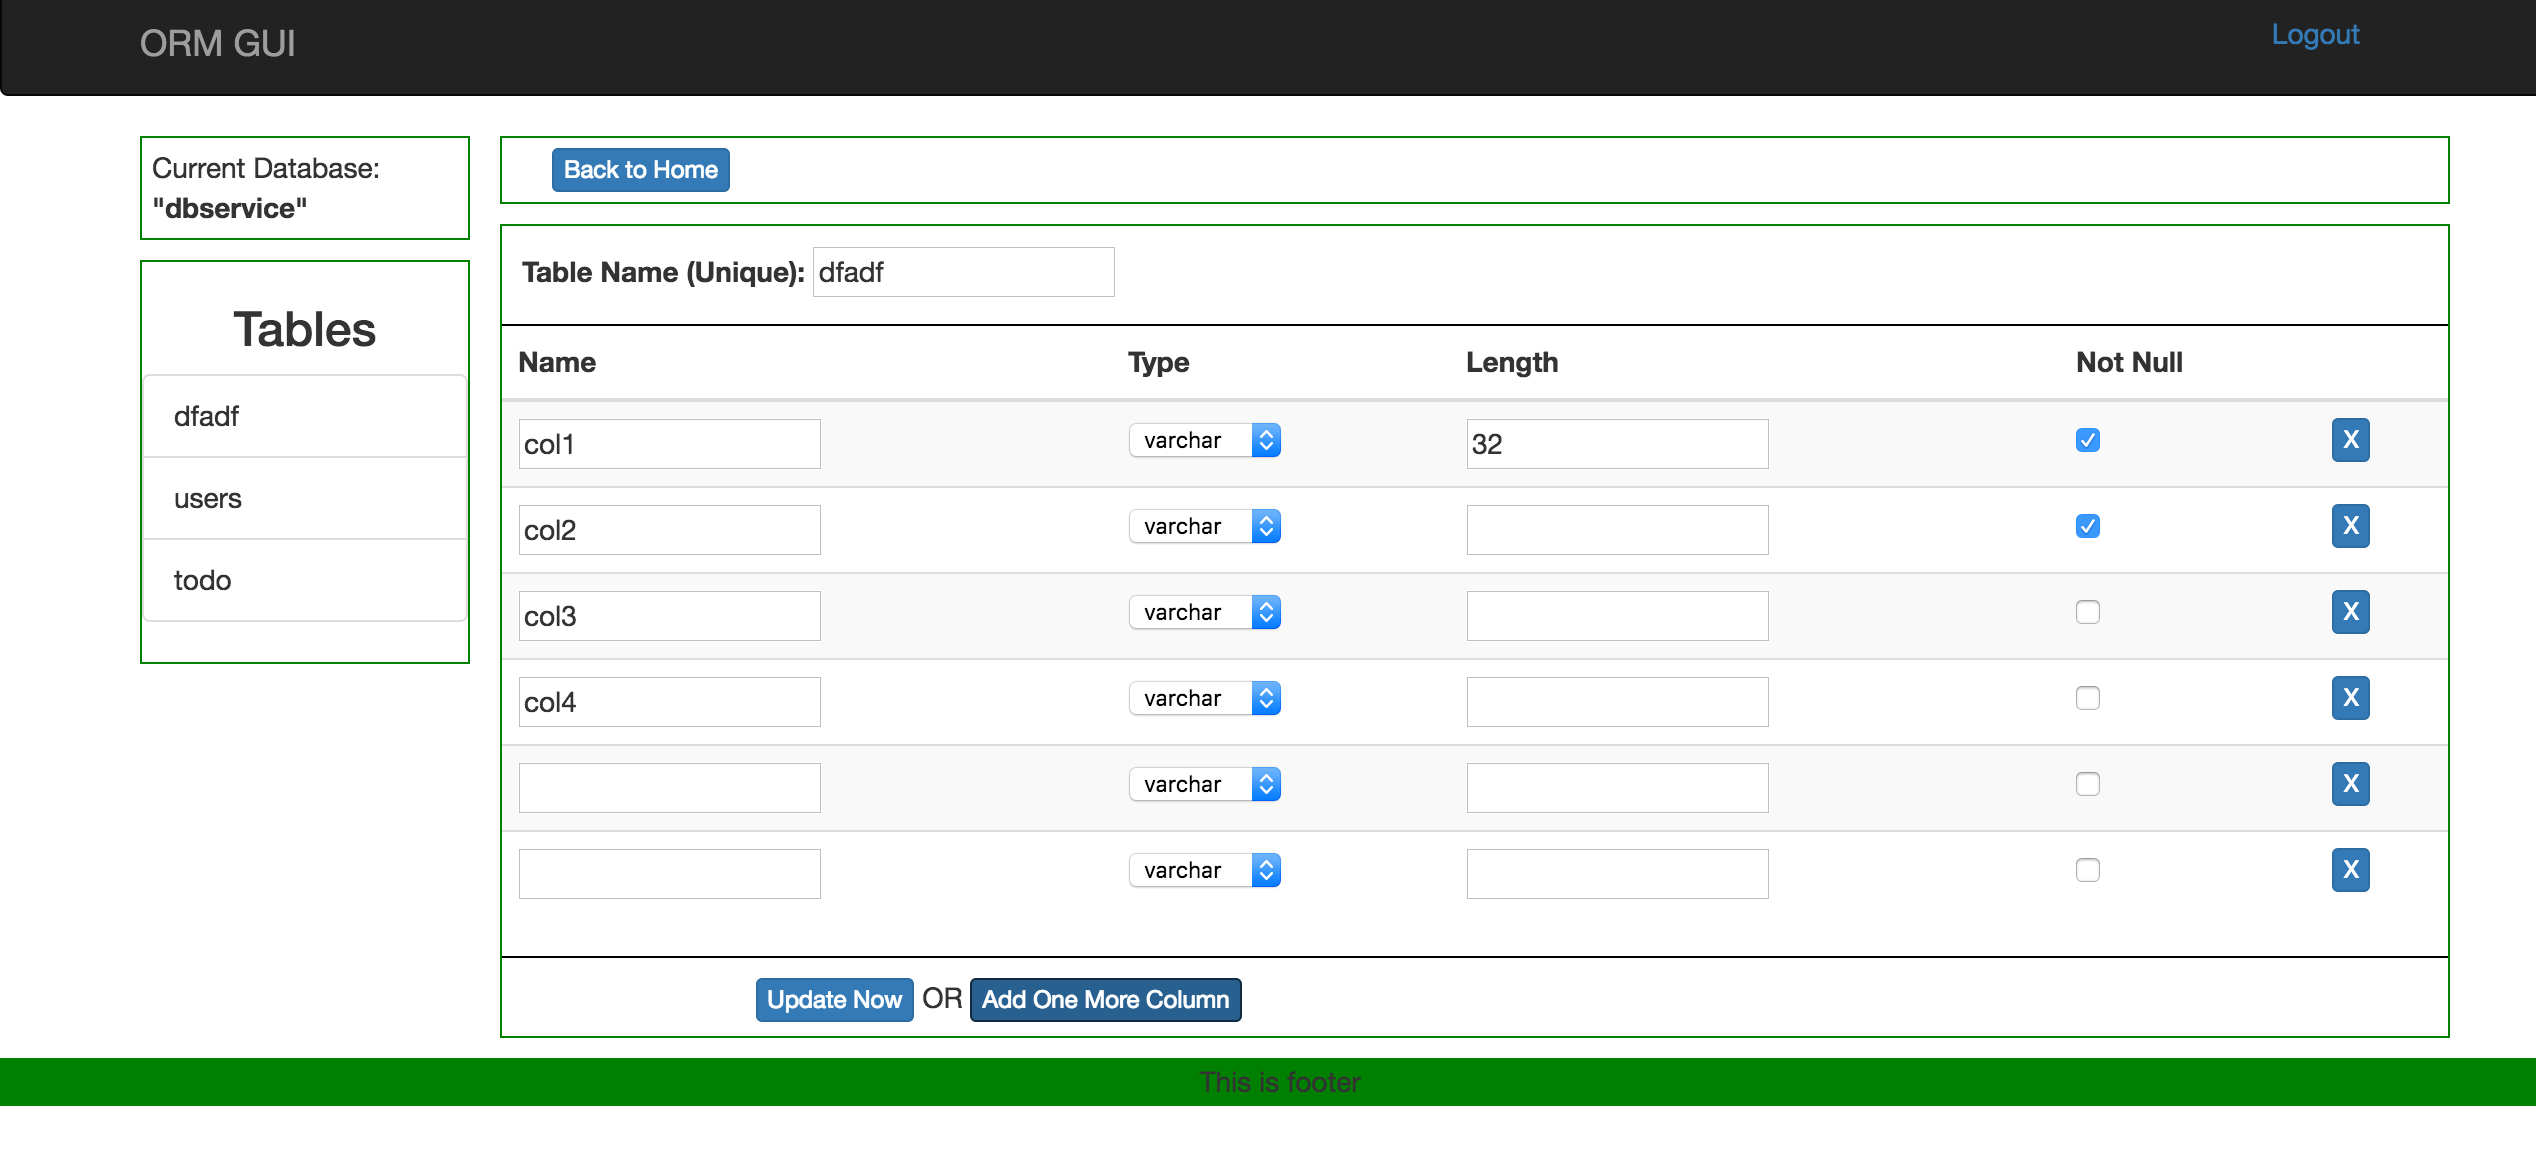 ORM GUI
Logout
Current Database:
"dbservice"
Tables
dfadf
users
todo
Back to Home
Table Name (Unique): dfadf
Name Type Length Not Null
col1 varchar 32 X
col2 varchar X
col3 varchar X
col4 varchar X
varchar X
varchar X
Update Now OR Add One More Column
This is footer